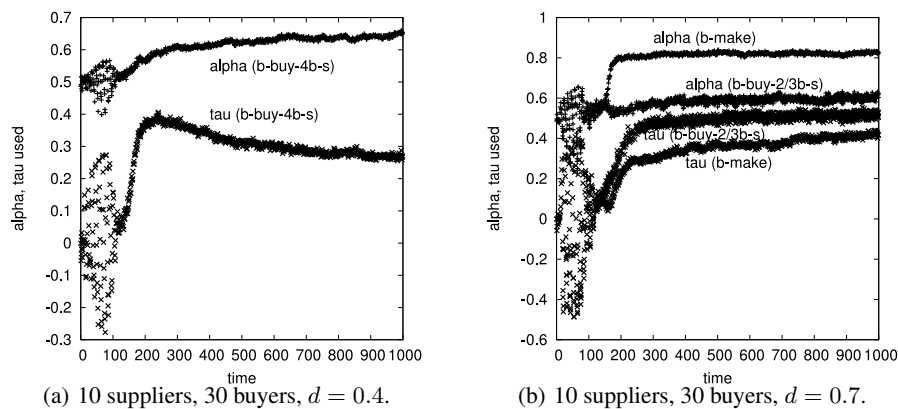 0.7
0.6
0.5
0.4
0.3
0.2
0.1
0
-0.1
-0.2
-0.3
alpha, tau used
alpha (b-buy-4b-s)
tau (b-buy-4b-s)
0 100 200 300 400 500 600 700 800 900 1000
time
(a) 10 suppliers, 30 buyers, d = 0.4.
1
0.8
0.6
0.4
0.2
0
-0.2
-0.4
-0.6
alpha, tau used
alpha (b-make)
alpha (b-buy-2/3b-s)
tau (b-buy-2/3b-s)
tau (b-make)
0 100 200 300 400 500 600 700 800 900 1000
time
(b) 10 suppliers, 30 buyers, d = 0.7.